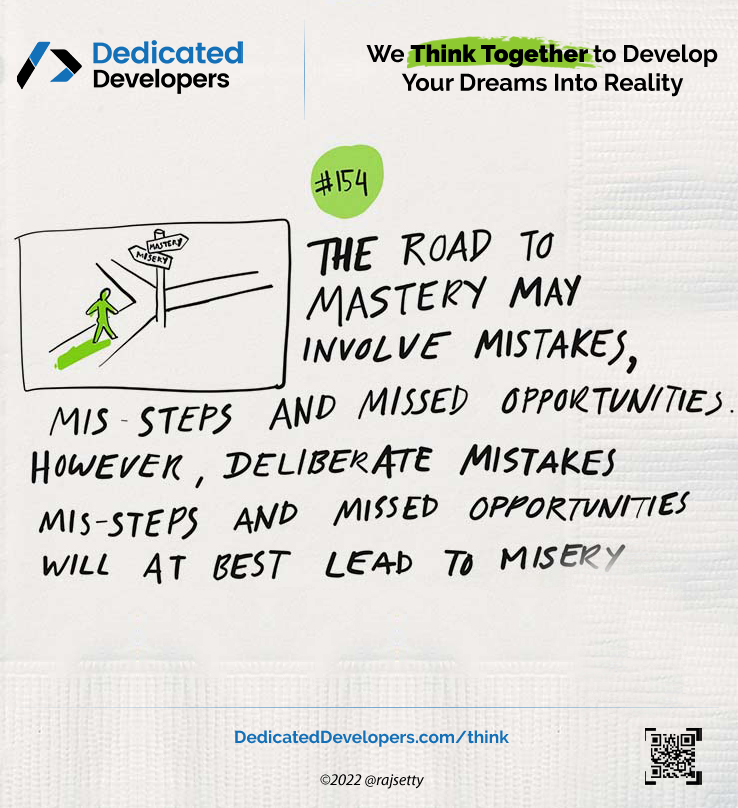 Dedicated
Developers
We Think Together to Develop
Your Dreams Into Reality
#154
MASTERY
MISERY
THE ROAD TO
MASTERY MAY
INVOLVE MISTAKES,
MIS-STEPS AND MISSED OPPORTUNITIES.
HOWEVER, DELIBERATE MISTAKES
MIS-STEPS AND MISSED OPPORTUNITIES
WILL AT BEST LEAD TO MISERY
DedicatedDevelopers.com/think
©2022 @rajsetty